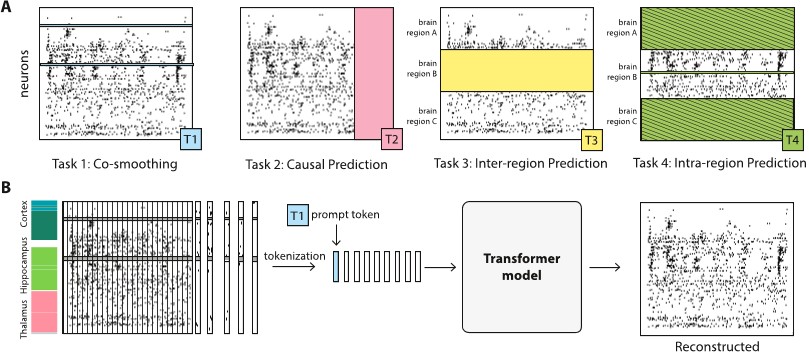 A
neurons
T1
Task 1: Co-smoothing
T2
Task 2: Causal Prediction
brain
region A
brain
region B
brain
region C
T3
Task 3: Inter-region Prediction
brain
region A
brain
region B
brain
region C
T4
Task 4: Intra-region Prediction
B
Cortex
Hippocampus
Thalamus
tokenization
T1 prompt token
Transformer
model
Reconstructed